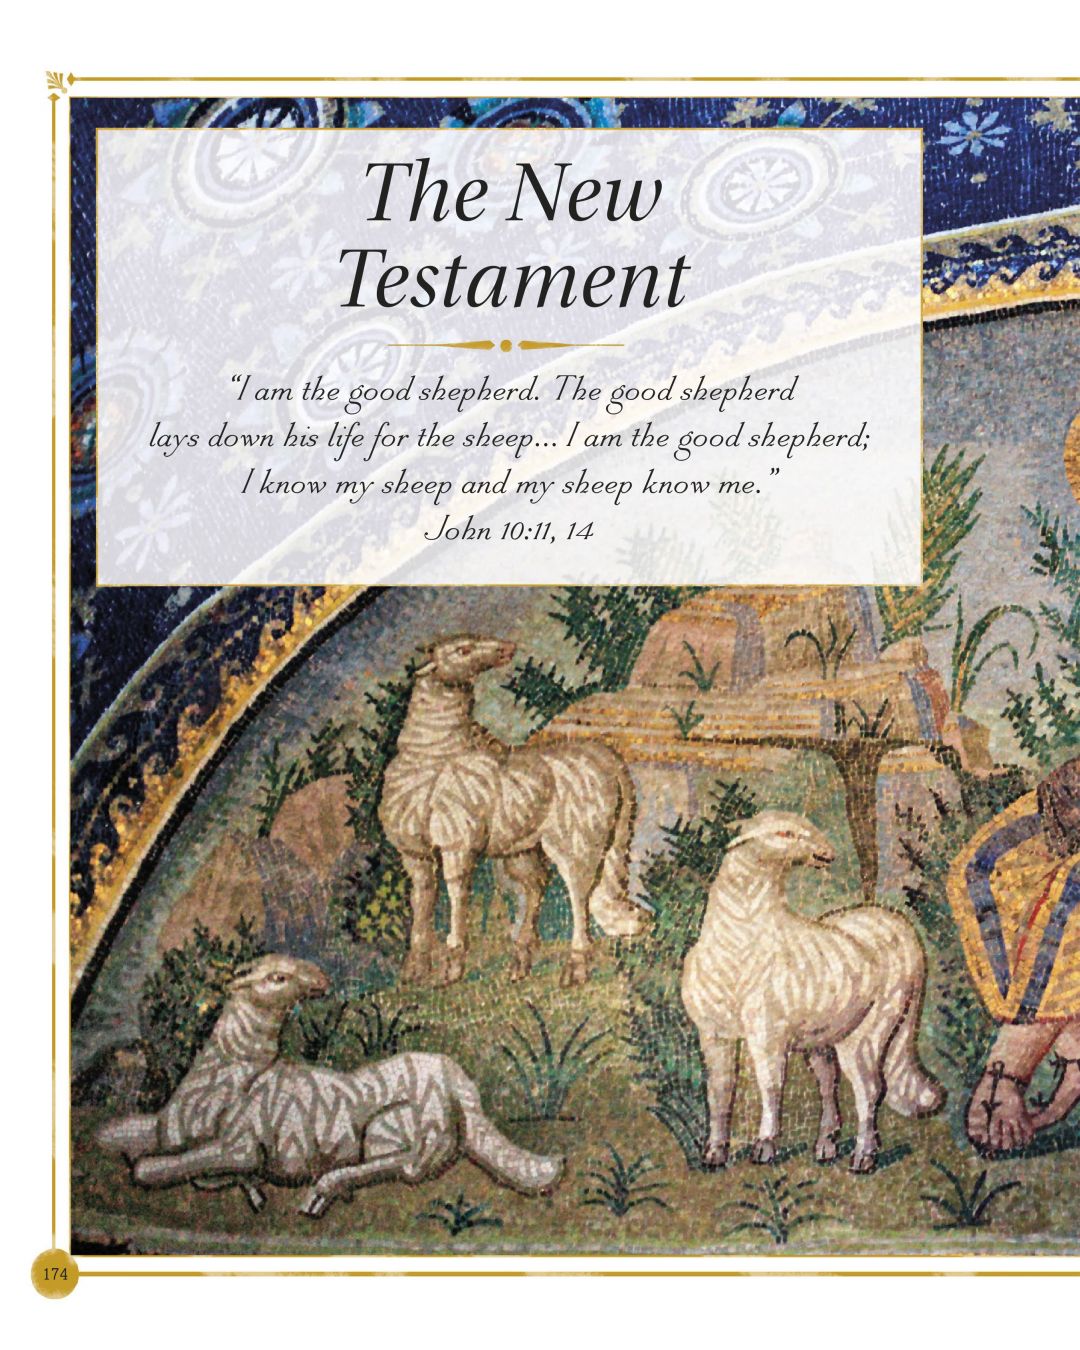 The New
Testament
“I am the good shepherd. The good shepherd
lays down his life for the sheep... I am the good shepherd;
I know my sheep and my sheep know me.”
John 10:11, 14
174